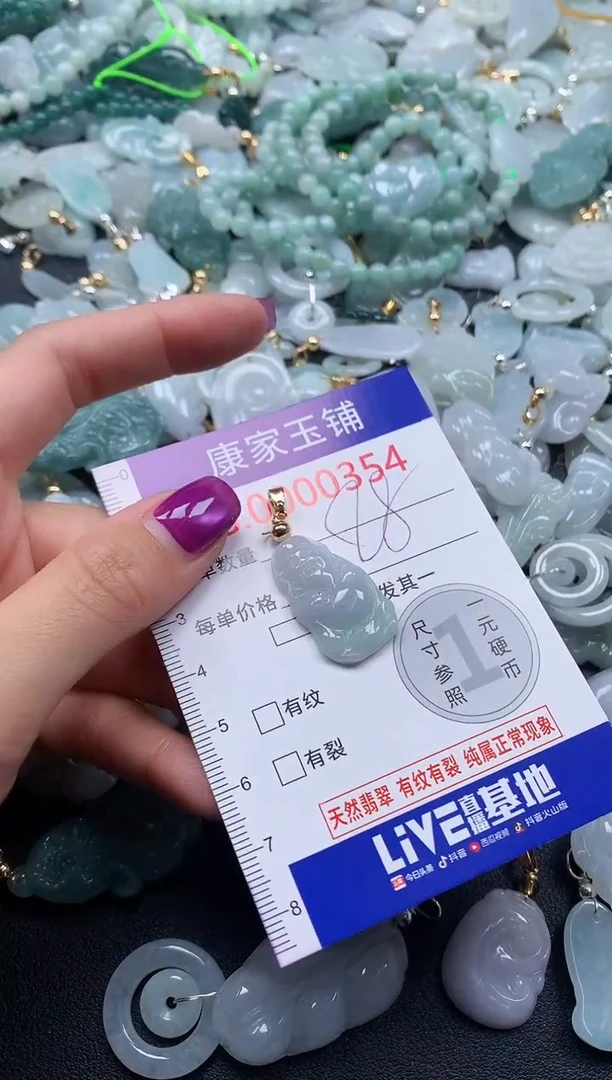 康家玉铺
.0000354
98
单数量
每单价格
发其一
一元硬币
尺寸参照
1
有纹
有裂
天然翡翠 有纹有裂 纯属正常现象
LiVE直播基地
今日头条 抖音 西瓜视频 抖音火山版
0
3
4
5
6
7
8